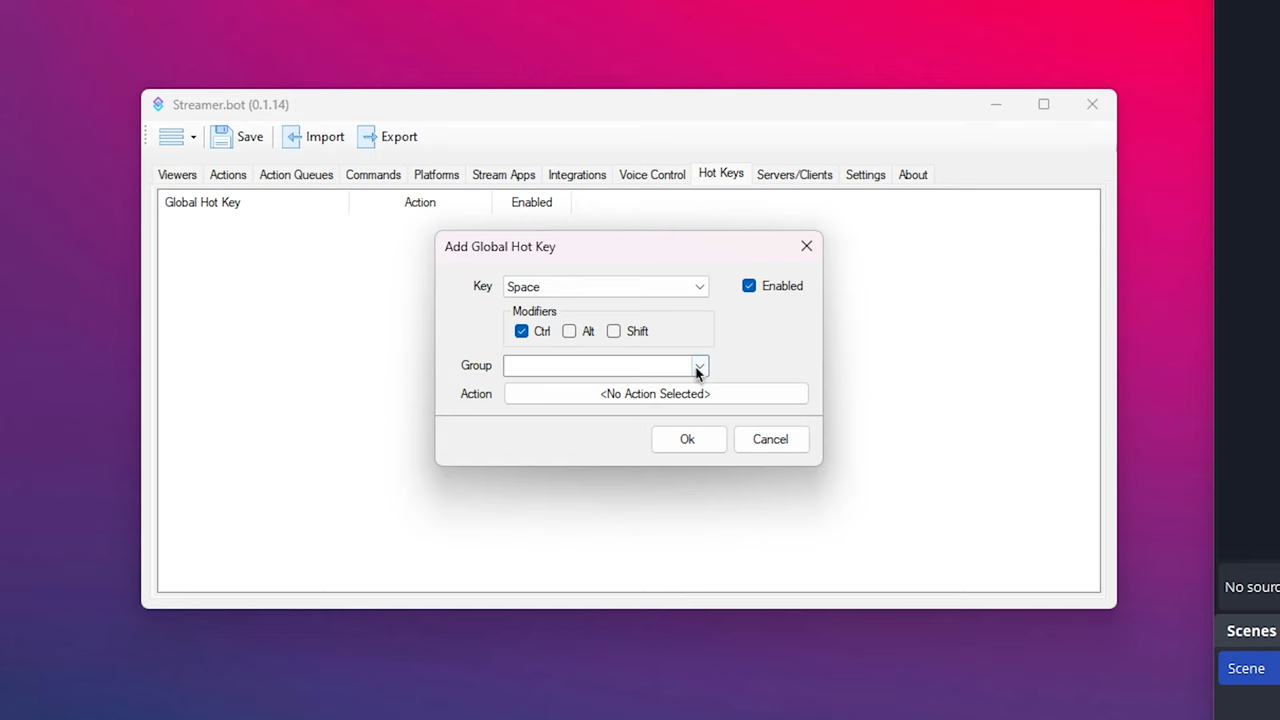 Streamer.bot (0.1.14)
Save Import Export
Viewers Actions Action Queues Commands Platforms Stream Apps Integrations Voice Control Hot Keys Servers/Clients Settings About
Global Hot Key Action Enabled
Add Global Hot Key
Key Space Enabled
Modifiers
Ctrl Alt Shift
Group
Action <No Action Selected>
Ok Cancel
No sourc
Scenes
Scene